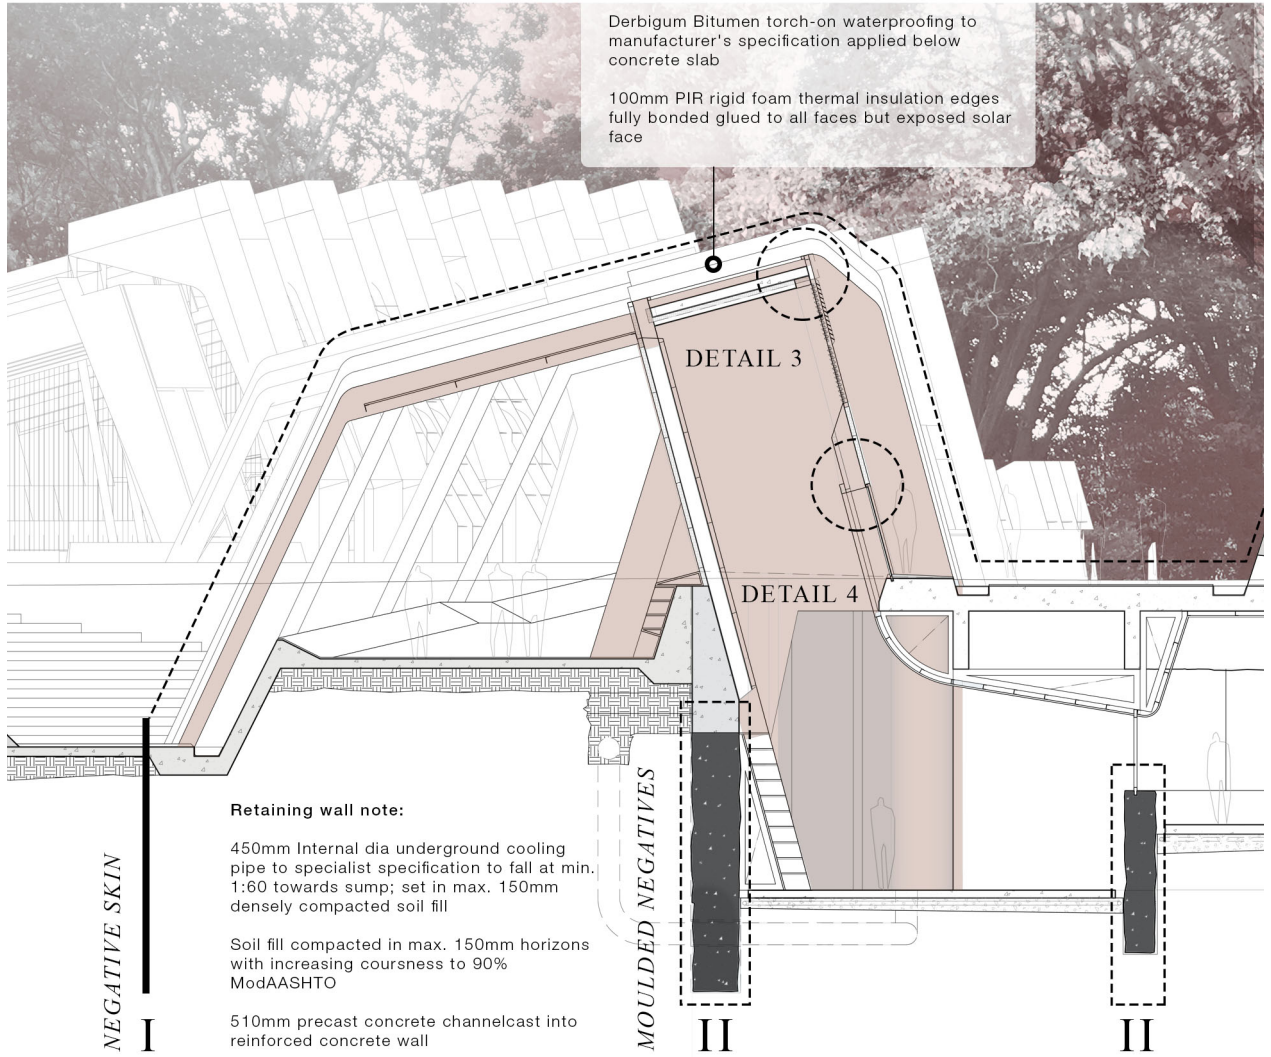 Derbigum Bitumen torch-on waterproofing to
manufacturer's specification applied below
concrete slab
100mm PIR rigid foam thermal insulation edges
fully bonded glued to all faces but exposed solar
face
DETAIL 3
DETAIL 4
Retaining wall note:
450mm Internal dia underground cooling
pipe to specialist specification to fall at min.
1:60 towards sump; set in max. 150mm
densely compacted soil fill
Soil fill compacted in max. 150mm horizons
with increasing coursness to 90%
ModAASHTO
510mm precast concrete channelcast into
reinforced concrete wall
NEGATIVE SKIN
I
MOULDED NEGATIVES
II
II